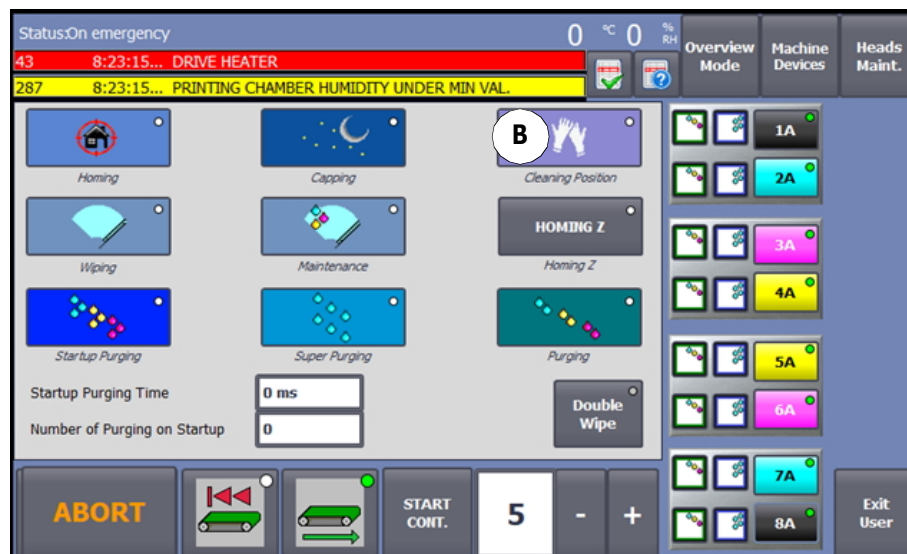 Status:On emergency
0 °C 0 % RH
43 8:23:15... DRIVE HEATER
287 8:23:15... PRINTING CHAMBER HUMIDITY UNDER MIN VAL.
Overview Mode
Machine Devices
Heads Maint.
B
Homing
Capping
Cleaning Position
HOMING Z
Wiping
Maintenance
Homing Z
Startup Purging
Super Purging
Purging
Startup Purging Time
0 ms
Number of Purging on Startup
0
Double
Wipe
1A
2A
3A
4A
5A
6A
7A
8A
ABORT
START
CONT.
5
-
+
Exit
User